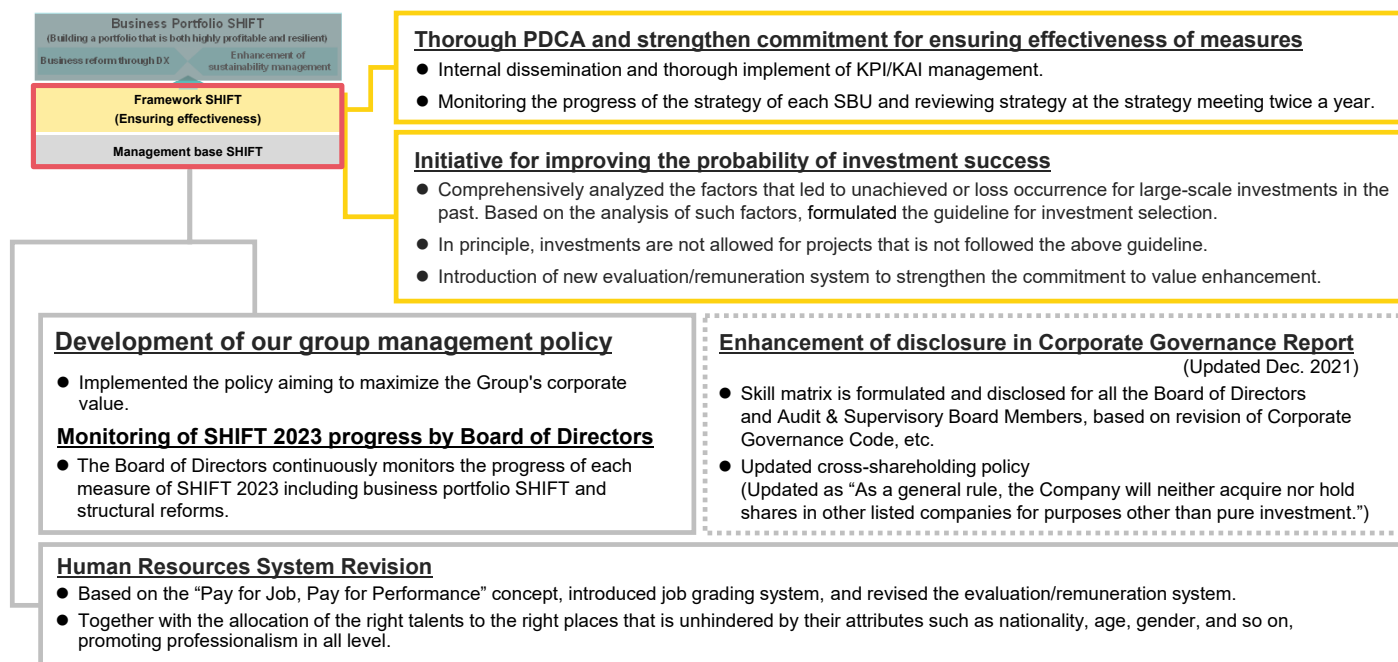 Business Portfolio SHIFT
(Building a portfolio that is both highly profitable and resilient)
Business reform through DX
Enhancement of
sustainability management
Framework SHIFT
(Ensuring effectiveness)
Management base SHIFT
Thorough PDCA and strengthen commitment for ensuring effectiveness of measures
● Internal dissemination and thorough implement of KPI/KAI management.
● Monitoring the progress of the strategy of each SBU and reviewing strategy at the strategy meeting twice a year.
Initiative for improving the probability of investment success
● Comprehensively analyzed the factors that led to unachieved or loss occurrence for large-scale investments in the
past. Based on the analysis of such factors, formulated the guideline for investment selection.
● In principle, investments are not allowed for projects that is not followed the above guideline.
● Introduction of new evaluation/remuneration system to strengthen the commitment to value enhancement.
Development of our group management policy
● Implemented the policy aiming to maximize the Group's corporate
value.
Monitoring of SHIFT 2023 progress by Board of Directors
● The Board of Directors continuously monitors the progress of each
measure of SHIFT 2023 including business portfolio SHIFT and
structural reforms.
Enhancement of disclosure in Corporate Governance Report
(Updated Dec. 2021)
● Skill matrix is formulated and disclosed for all the Board of Directors
and Audit & Supervisory Board Members, based on revision of Corporate
Governance Code, etc.
● Updated cross-shareholding policy
(Updated as “As a general rule, the Company will neither acquire nor hold
shares in other listed companies for purposes other than pure investment.”)
Human Resources System Revision
● Based on the “Pay for Job, Pay for Performance” concept, introduced job grading system, and revised the evaluation/remuneration system.
● Together with the allocation of the right talents to the right places that is unhindered by their attributes such as nationality, age, gender, and so on,
promoting professionalism in all level.